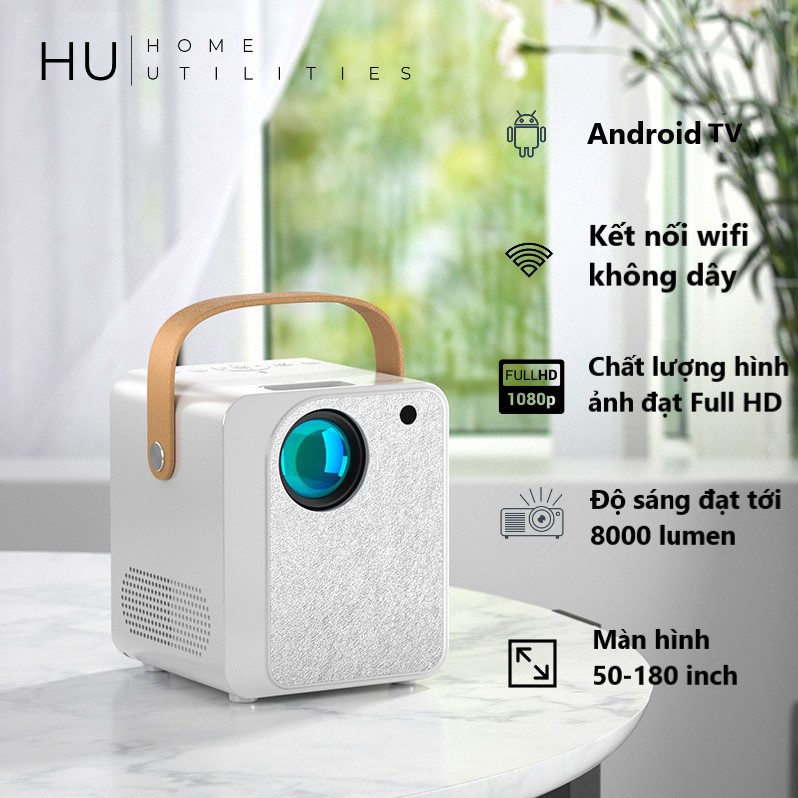 HU
HOME
UTILITIES
Android TV
Kết nối wifi
không dây
FULLHD
1080p
Chất lượng hình
ảnh đạt Full HD
Độ sáng đạt tới
8000 lumen
Màn hình
50-180 inch